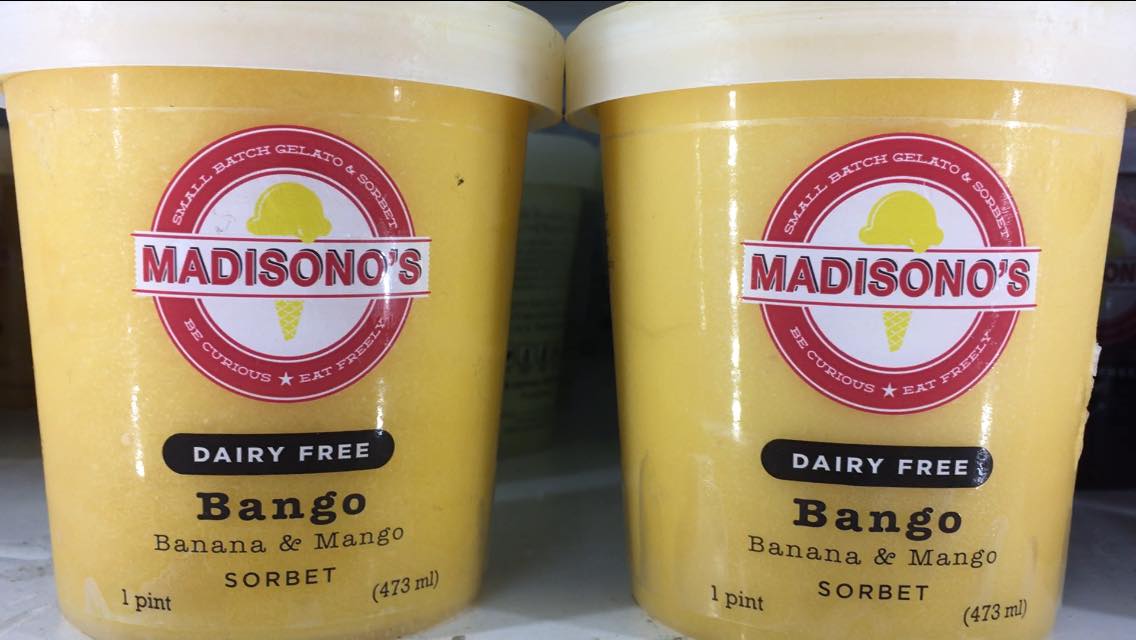 SMALL BATCH GELATO & SORBET
MADISONO'S
BE CURIOUS ★ EAT FREELY
DAIRY FREE
Bango
Banana & Mango
SORBET
1 pint (473 ml)
SMALL BATCH GELATO & SORBET
MADISONO'S
BE CURIOUS ★ EAT FREELY
DAIRY FREE
Bango
Banana & Mango
SORBET
1 pint (473 ml)